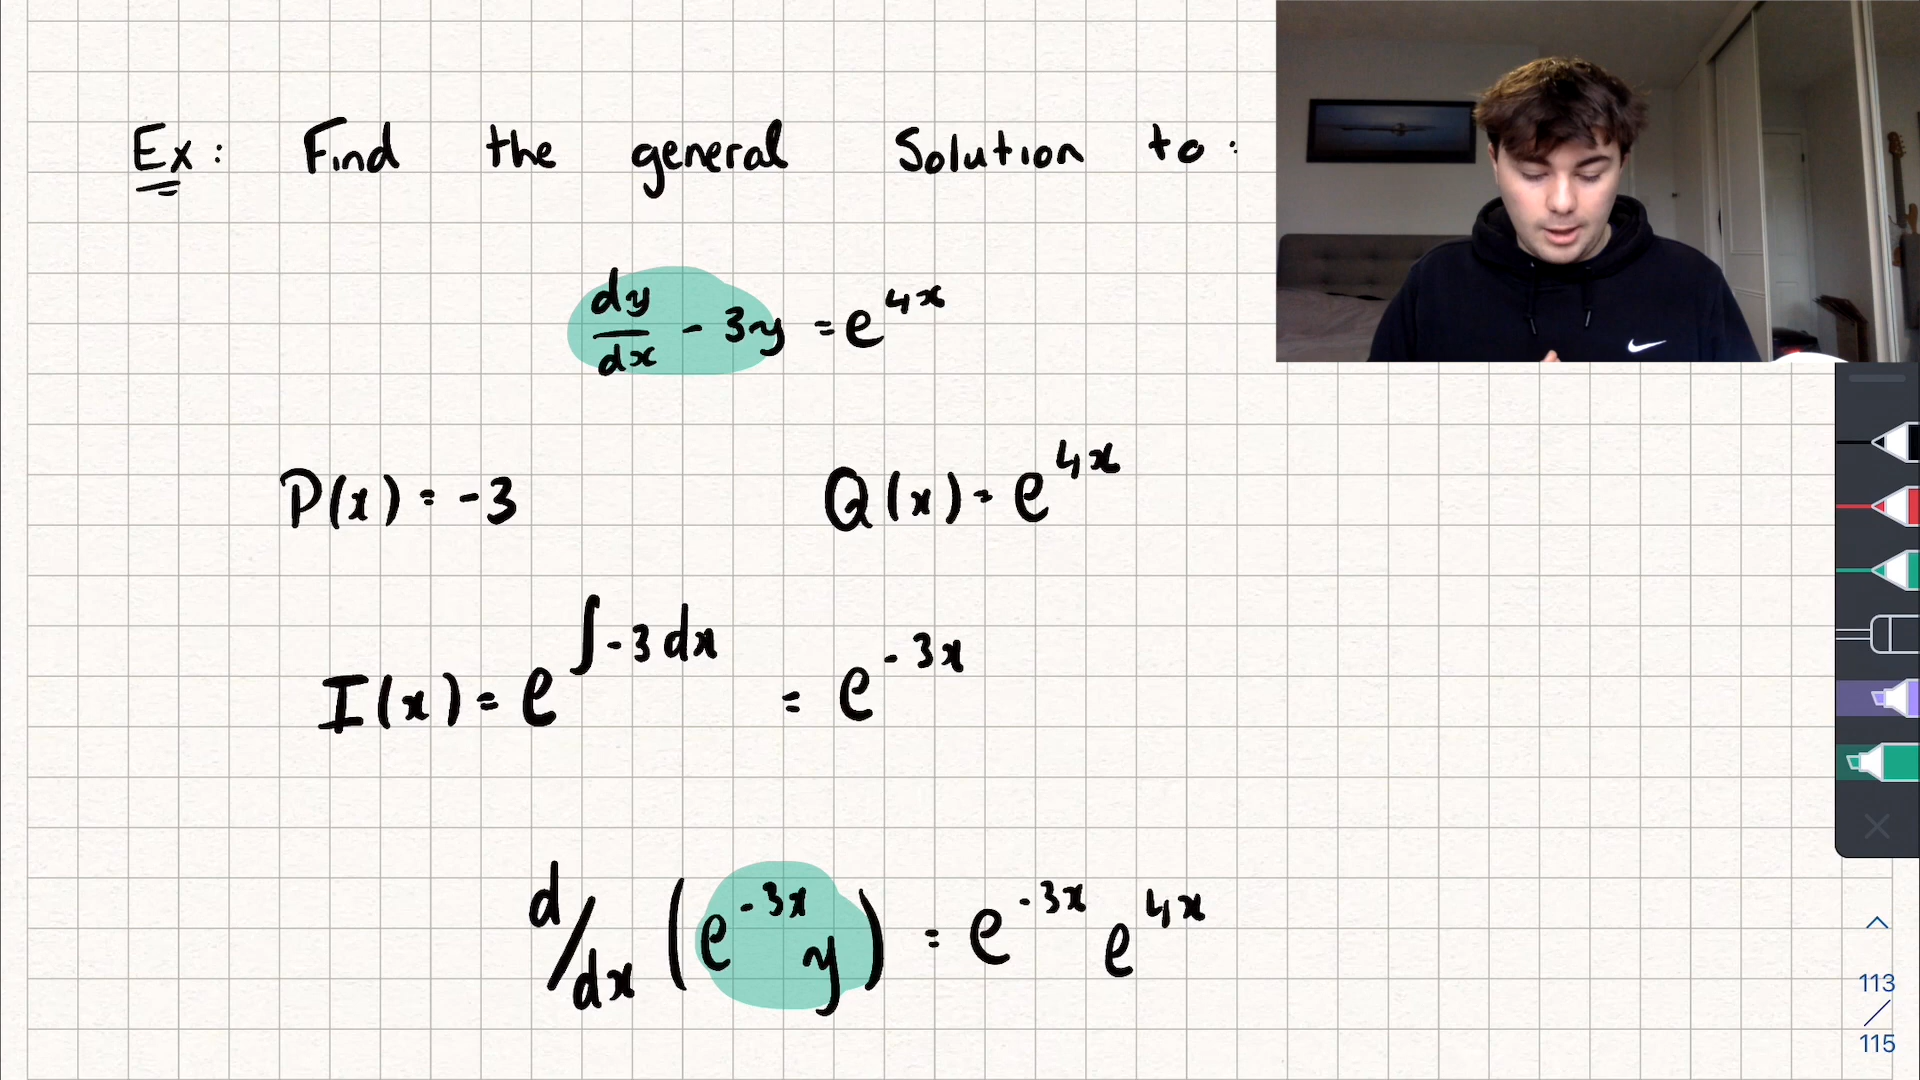 Ex: Find the general Solution to:
dy/dx - 3y = e^{4x}
P(x) = -3 Q(x) = e^{4x}
I(x) = e^{∫-3dx} = e^{-3x}
d/dx (e^{-3x} y) = e^{-3x} e^{4x}
113
/
115